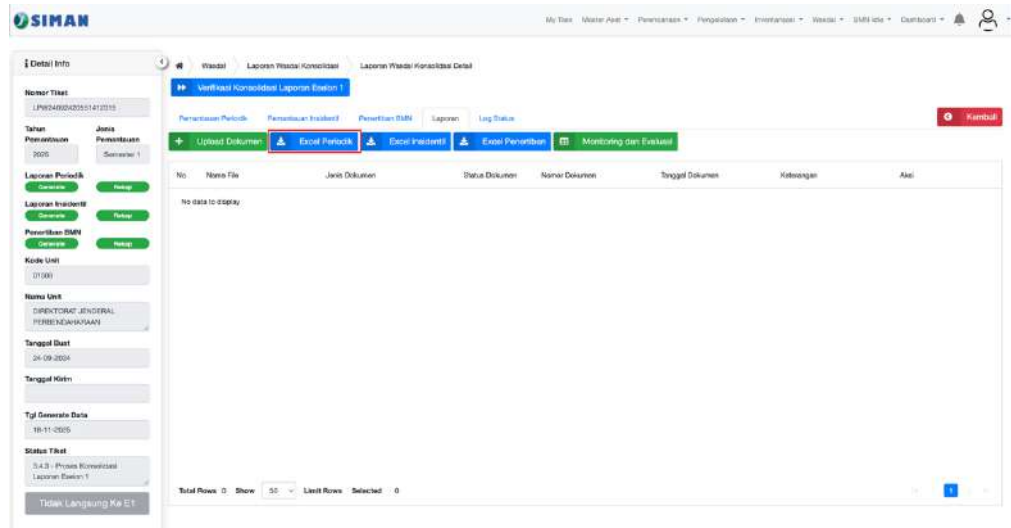 SIMAN
My Task Master Aset Perencanaan Pengelolaan Inventarisasi Wasdal BMN Idle Dashboard
Detail Info
Wasdal Laporan Wasdal Konsolidasi Laporan Wasdal Konsolidasi Detail
Verifikasi Konsolidasi Laporan Eselon 1
Nomor Tiket
Pemantauan Periodik Pemantauan Insidentil Penertiban BMN Laporan Log Status
Kembali
Tahun Pemantauan
Jenis Pemantauan
2025
Semester 1
Upload Dokumen Excel Periodik Excel Insidentil Excel Penertiban Monitoring dan Evaluasi
No Nama File Jenis Dokumen Status Dokumen Nomor Dokumen Tanggal Dokumen Keterangan Aksi
No data to display
Laporan Periodik
Generate Rekap
Laporan Insidentil
Generate Rekap
Penertiban BMN
Generate Rekap
Kode Unit
Nama Unit
DIREKTORAT JENDERAL
PERBENDAHARAAN
Tanggal Buat
24-09-2024
Tanggal Kirim
Tgl Generate Data
18-11-2025
Status Tiket
5.4.3 - Proses Konsolidasi
Laporan Eselon 1
Tidak Langsung Ke E1
Total Rows 0 Show 50 Limit Rows Selected 0
1